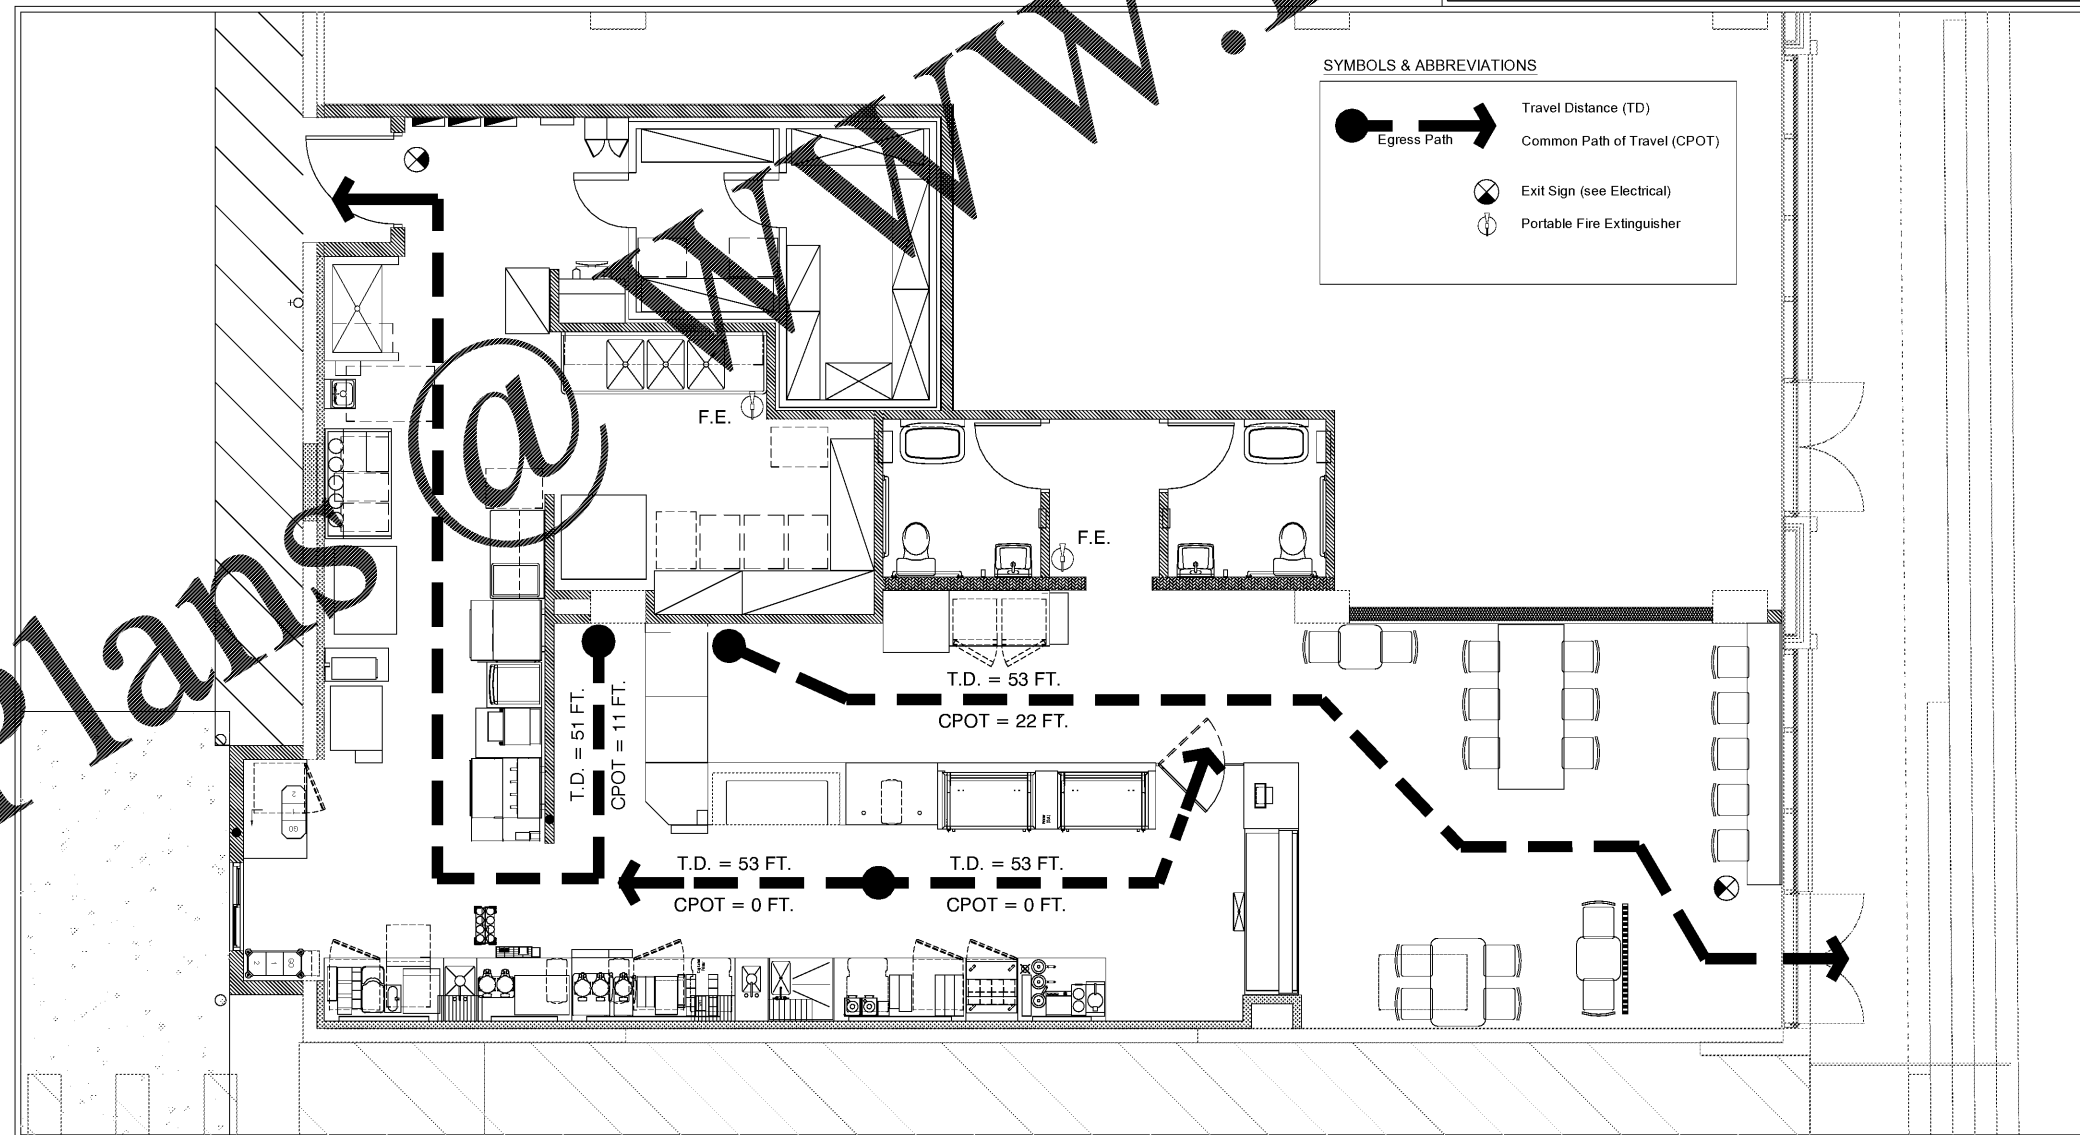 SYMBOLS & ABBREVIATIONS
Travel Distance (TD)
Egress Path
Common Path of Travel (CPOT)
Exit Sign (see Electrical)
Portable Fire Extinguisher
Plans@www.
F.E.
F.E.
T.D. = 51 FT.
CPOT = 11 FT.
T.D. = 53 FT.
CPOT = 22 FT.
T.D. = 53 FT.
CPOT = 0 FT.
T.D. = 53 FT.
CPOT = 0 FT.